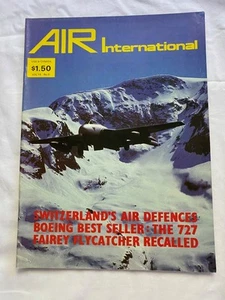 AIR International
$1.50
SWITZERLAND'S AIR DEFENCES
BOEING BEST SELLER: THE 727
FAIREY FLYCATCHER RECALLED